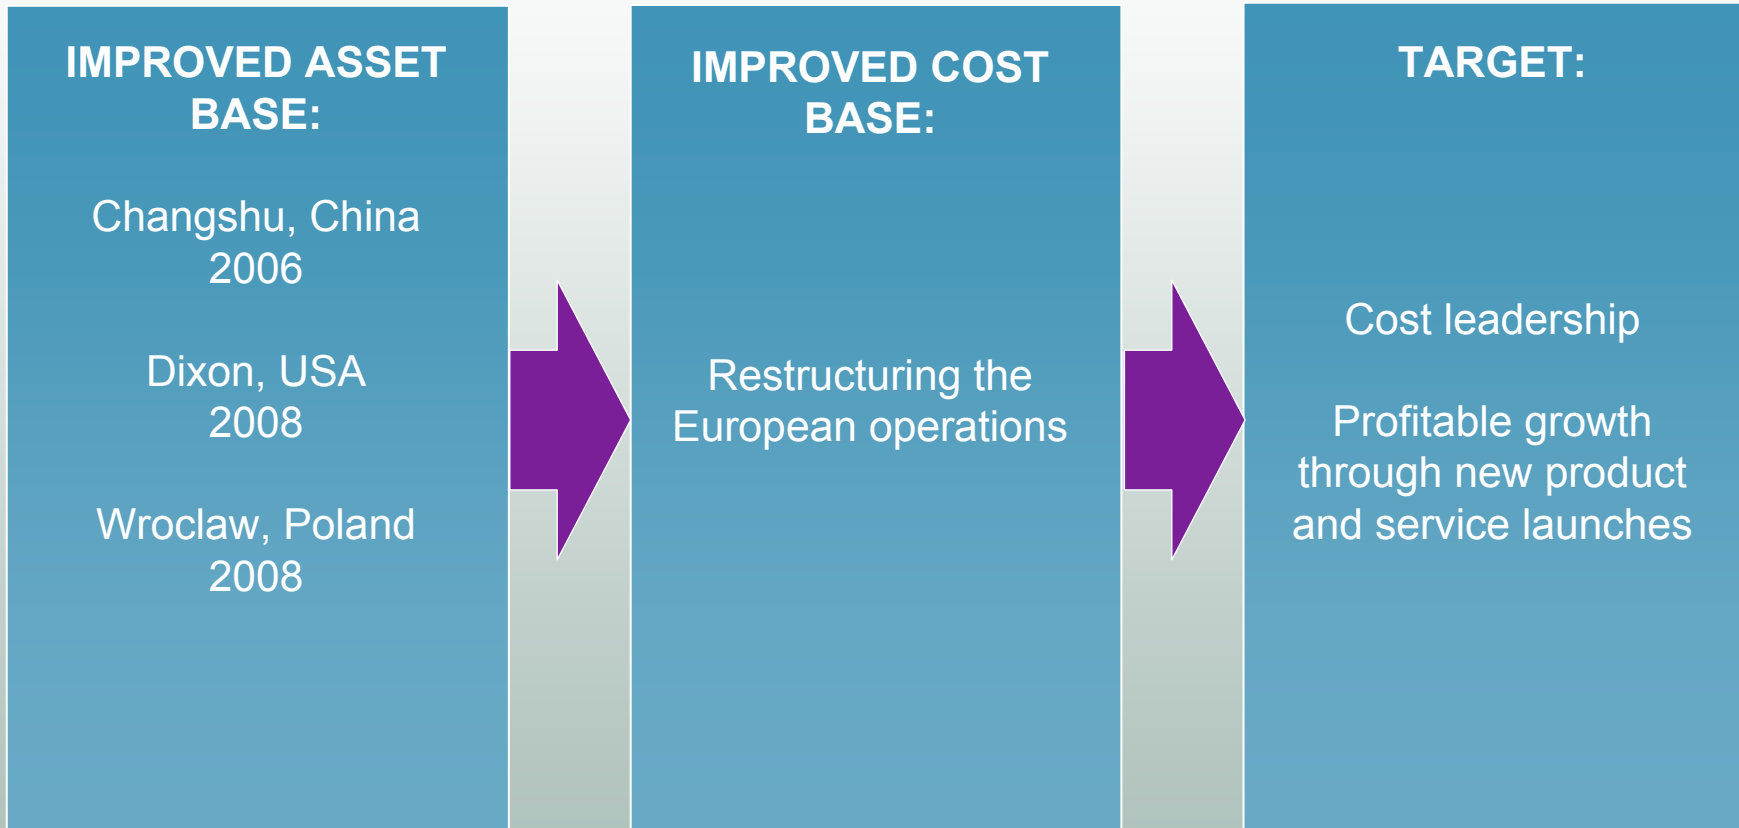 IMPROVED ASSET
BASE:
Changshu, China
2006
Dixon, USA
2008
Wroclaw, Poland
2008
IMPROVED COST
BASE:
Restructuring the
European operations
TARGET:
Cost leadership
Profitable growth
through new product
and service launches